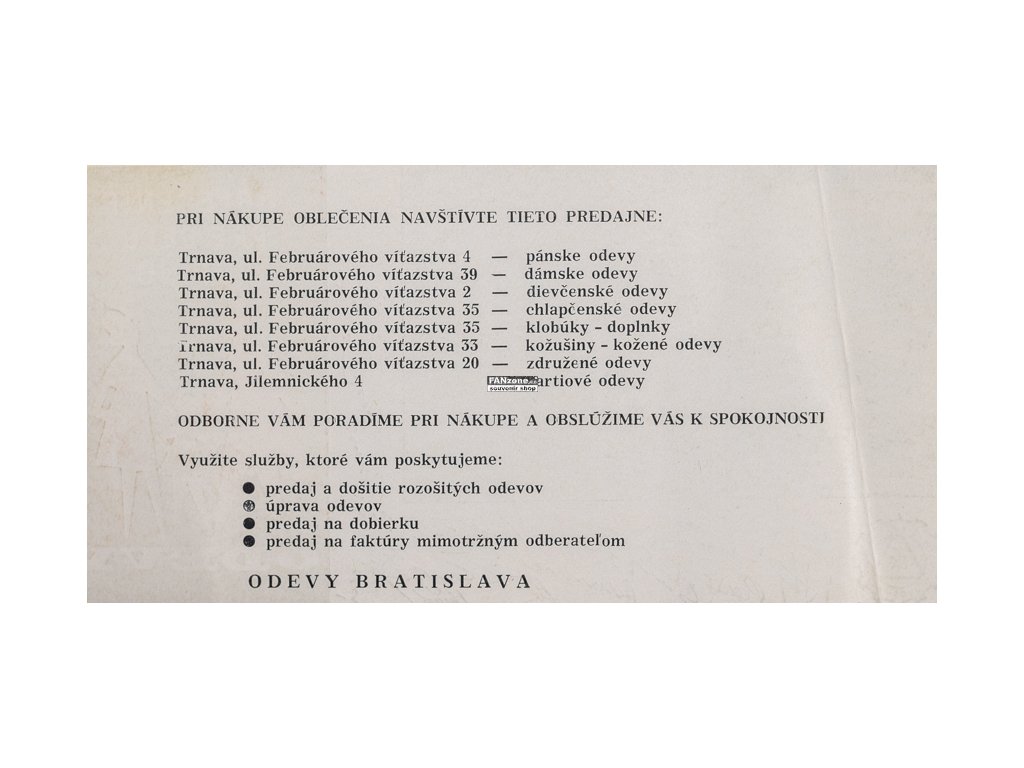 PRI NÁKUPE OBLEČENIA NAVŠTÍVTE TIETO PREDAJNE:
Trnava, ul. Februárového víťazstva 4 — pánske odevy
Trnava, ul. Februárového víťazstva 39 — dámske odevy
Trnava, ul. Februárového víťazstva 2 — dievčenské odevy
Trnava, ul. Februárového víťazstva 35 — chlapčenské odevy
Trnava, ul. Februárového víťazstva 35 — klobúky - doplnky
Trnava, ul. Februárového víťazstva 33 — kožušiny - kožené odevy
Trnava, ul. Februárového víťazstva 20 — združené odevy
Trnava, Jilemnického 4 odevy
FANzone
souvenir shop
ODBORNE VÁM PORADÍME PRI NÁKUPE A OBSLÚŽIME VÁS K SPOKOJNOSTI
Využite služby, ktoré vám poskytujeme:
● predaj a došitie rozošitých odevov
● úprava odevov
● predaj na dobierku
● predaj na faktúry mimotržným odberateľom
ODEVY BRATISLAVA